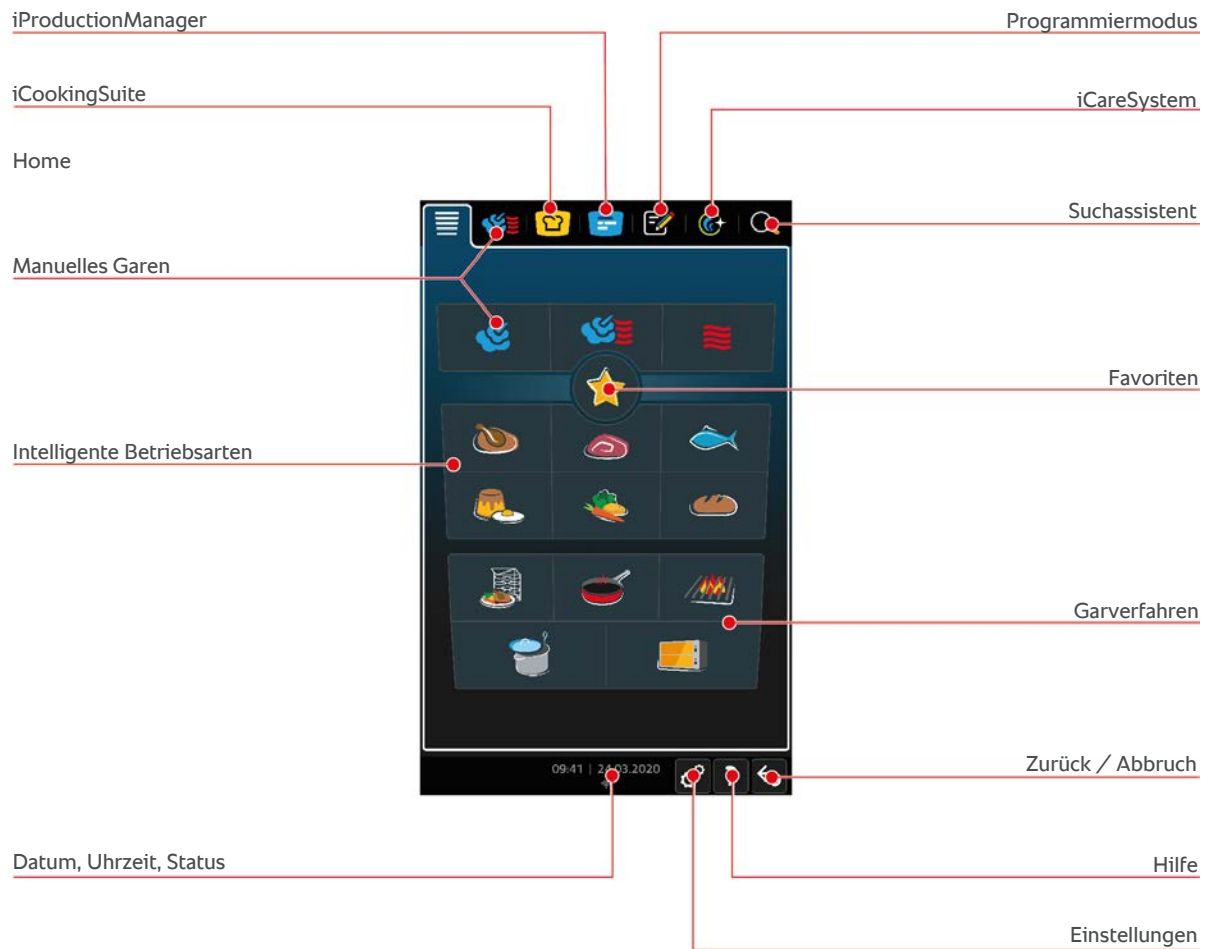 iProductionManager
Programmiermodus
iCookingSuite
iCareSystem
Home
Suchassistent
Manuelles Garen
Favoriten
Intelligente Betriebsarten
Garverfahren
09:41 | 24.03.2020
Zurück / Abbruch
Datum, Uhrzeit, Status
Hilfe
Einstellungen